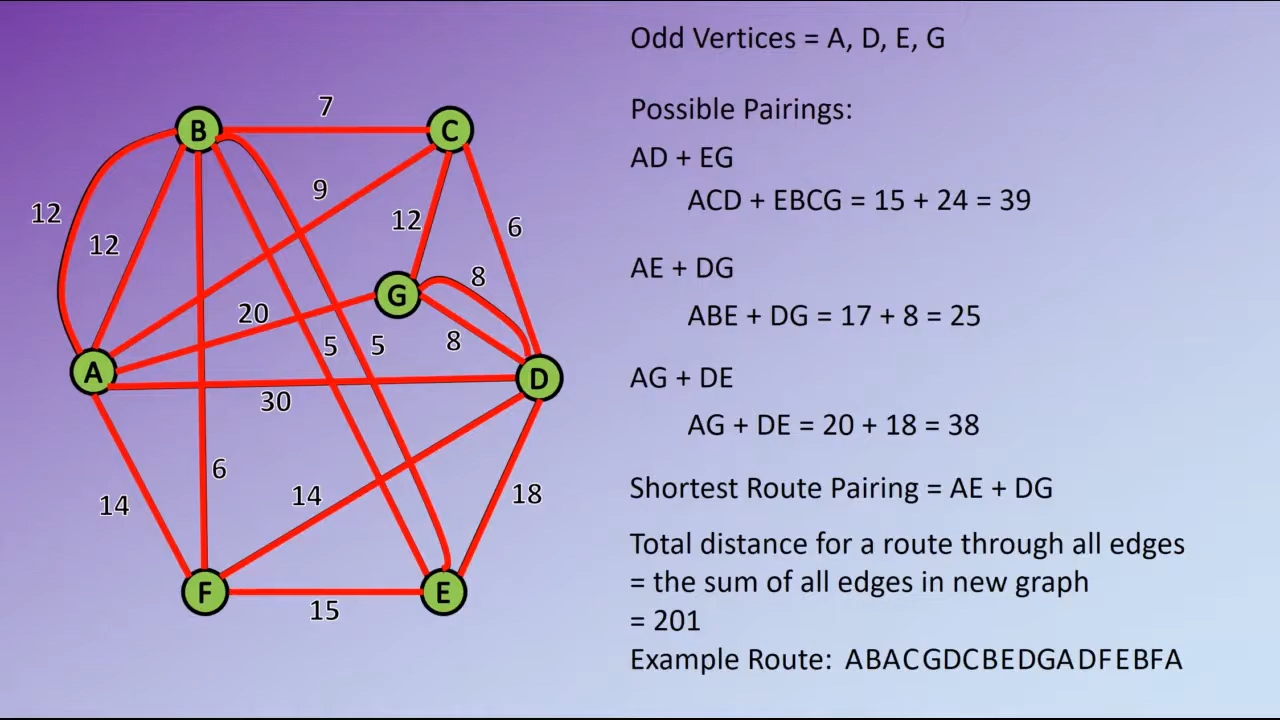 Odd Vertices = A, D, E, G
Possible Pairings:
AD + EG
ACD + EBCG = 15 + 24 = 39
AE + DG
ABE + DG = 17 + 8 = 25
AG + DE
AG + DE = 20 + 18 = 38
Shortest Route Pairing = AE + DG
Total distance for a route through all edges
= the sum of all edges in new graph
= 201
Example Route: ABACGDCBEDGADFEBFA
7
B
C
9
12
12
12
6
8
G
20
8
5
5
A
D
30
6
14
14
18
F
E
15